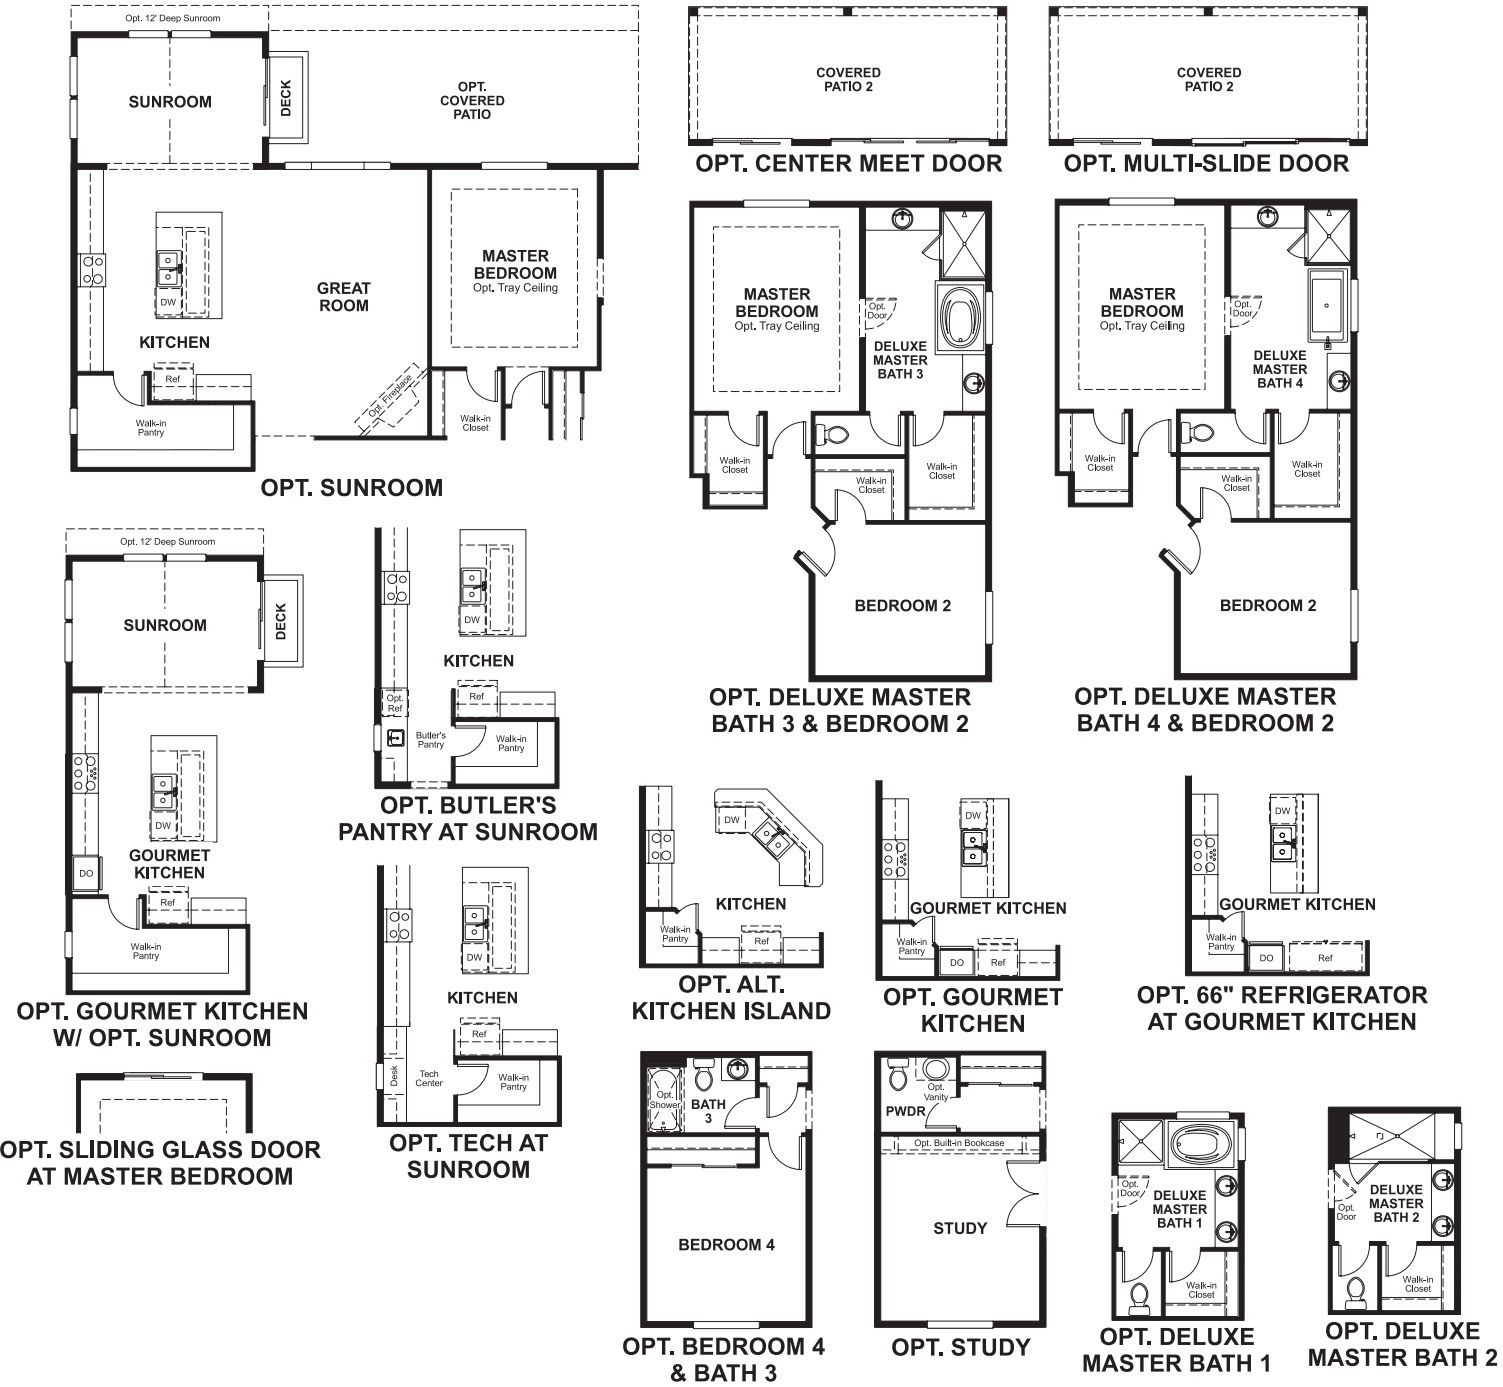 Opt. 12' Deep Sunroom
SUNROOM
DECK
OPT.
COVERED
PATIO
MASTER
BEDROOM
Opt. Tray Ceiling
GREAT
ROOM
DW
KITCHEN
Ref
Opt. Fireplace
Walk-in
Pantry
Walk-in
Closet
OPT. SUNROOM
COVERED
PATIO 2
OPT. CENTER MEET DOOR
COVERED
PATIO 2
OPT. MULTI-SLIDE DOOR
MASTER
BEDROOM
Opt. Tray Ceiling
Opt.
Door
DELUXE
MASTER
BATH 3
Walk-in
Closet
Walk-in
Closet
Walk-in
Closet
BEDROOM 2
OPT. DELUXE MASTER
BATH 3 & BEDROOM 2
MASTER
BEDROOM
Opt. Tray Ceiling
Opt.
Door
DELUXE
MASTER
BATH 4
Walk-in
Closet
Walk-in
Closet
Walk-in
Closet
BEDROOM 2
OPT. DELUXE MASTER
BATH 4 & BEDROOM 2
Opt. 12' Deep Sunroom
SUNROOM
DECK
DW
GOURMET
KITCHEN
DO
Ref
Walk-in
Pantry
OPT. GOURMET KITCHEN
W/ OPT. SUNROOM
DW
KITCHEN
Opt.
Ref
Ref
Butler's
Pantry
Walk-in
Pantry
OPT. BUTLER'S
PANTRY AT SUNROOM
DW
KITCHEN
Ref
Desk
Tech
Center
Walk-in
Pantry
OPT. TECH AT
SUNROOM
DW
KITCHEN
Walk-in
Pantry
Ref
OPT. ALT.
KITCHEN ISLAND
DW
GOURMET KITCHEN
Walk-in
Pantry
DO
Ref
OPT. GOURMET
KITCHEN
DW
GOURMET KITCHEN
Walk-in
Pantry
DO
Ref
OPT. 66" REFRIGERATOR
AT GOURMET KITCHEN
OPT. SLIDING GLASS DOOR
AT MASTER BEDROOM
Opt.
Shower
BATH
3
BEDROOM 4
OPT. BEDROOM 4
& BATH 3
PWDR
Opt.
Vanity
Opt. Built-in Bookcase
STUDY
OPT. STUDY
Opt.
Door
DELUXE
MASTER
BATH 1
Walk-in
Closet
OPT. DELUXE
MASTER BATH 1
Opt.
Door
DELUXE
MASTER
BATH 2
Walk-in
Closet
OPT. DELUXE
MASTER BATH 2